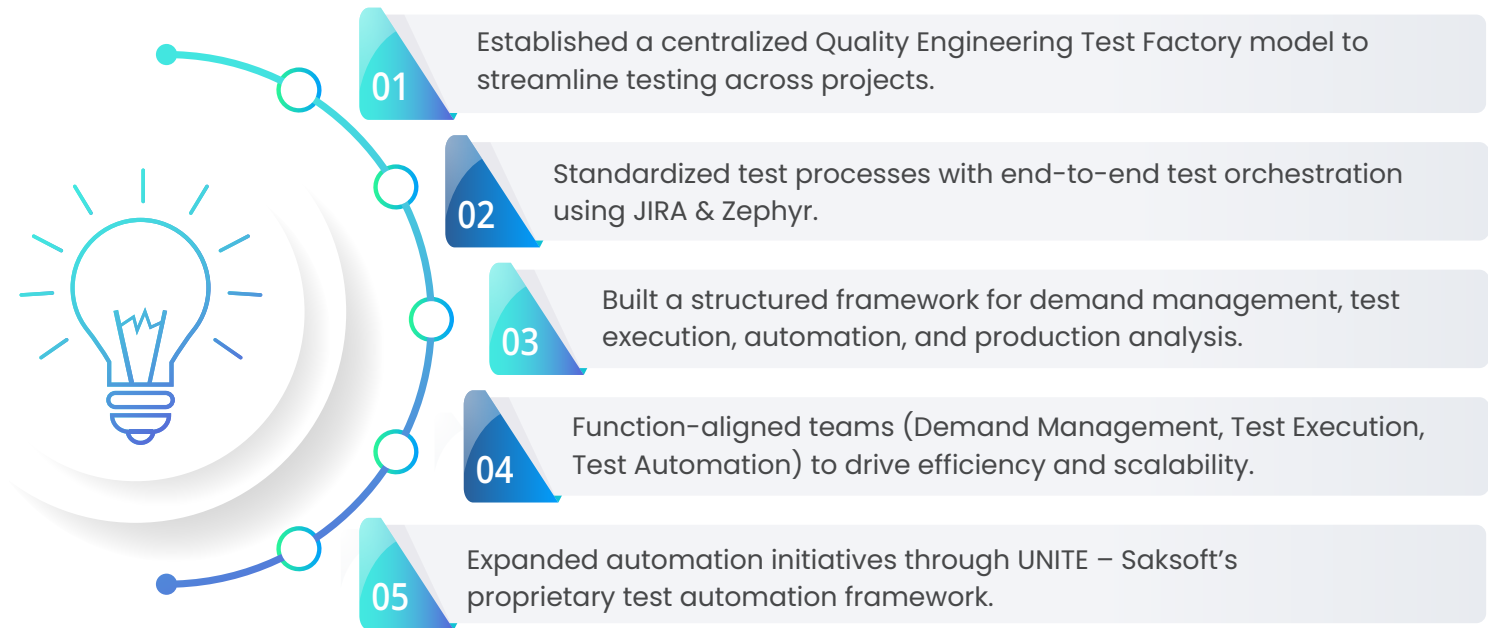 01
Established a centralized Quality Engineering Test Factory model to
streamline testing across projects.
02
Standardized test processes with end-to-end test orchestration
using JIRA & Zephyr.
03
Built a structured framework for demand management, test
execution, automation, and production analysis.
04
Function-aligned teams (Demand Management, Test Execution,
Test Automation) to drive efficiency and scalability.
05
Expanded automation initiatives through UNITE – Saksoft’s
proprietary test automation framework.